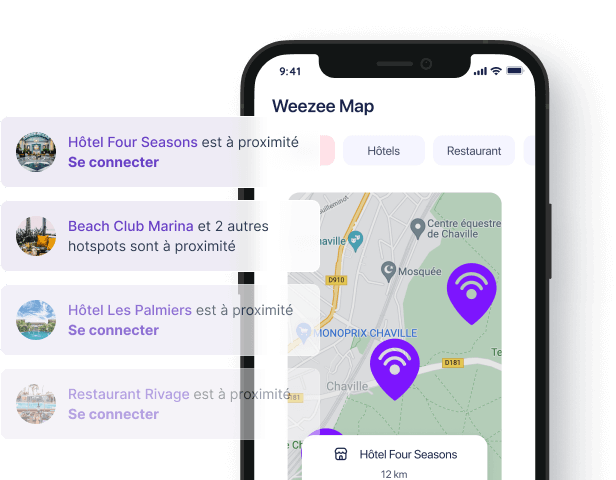 9:41
Weezee Map
Hôtels
Restaurant
Hôtel Four Seasons est à proximité
Se connecter
Beach Club Marina et 2 autres
hotspots sont à proximité
Hôtel Les Palmiers est à proximité
Se connecter
Restaurant Rivage est à proximité
Se connecter
Centre équestre
de Chaville
Mosquée
D910
MONOPRIX CHAVILLE
D181
Chaville
Hôtel Four Seasons
12 km